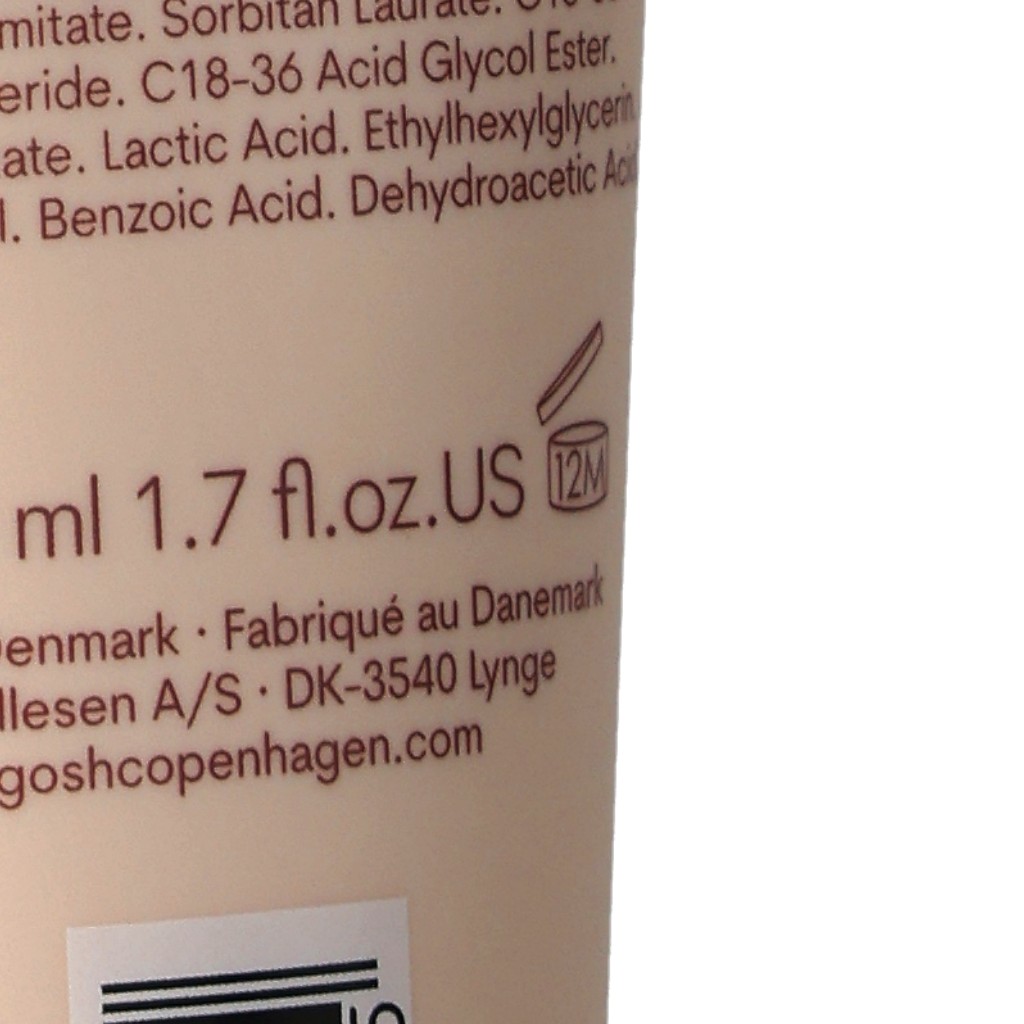 mitate. Sorbitan Laurate.
eride. C18-36 Acid Glycol Ester.
ate. Lactic Acid. Ethylhexylglycerin.
l. Benzoic Acid. Dehydroacetic Acid
ml 1.7 fl.oz.US 12M
Denmark · Fabriqué au Danemark
llesen A/S · DK-3540 Lynge
goshcopenhagen.com